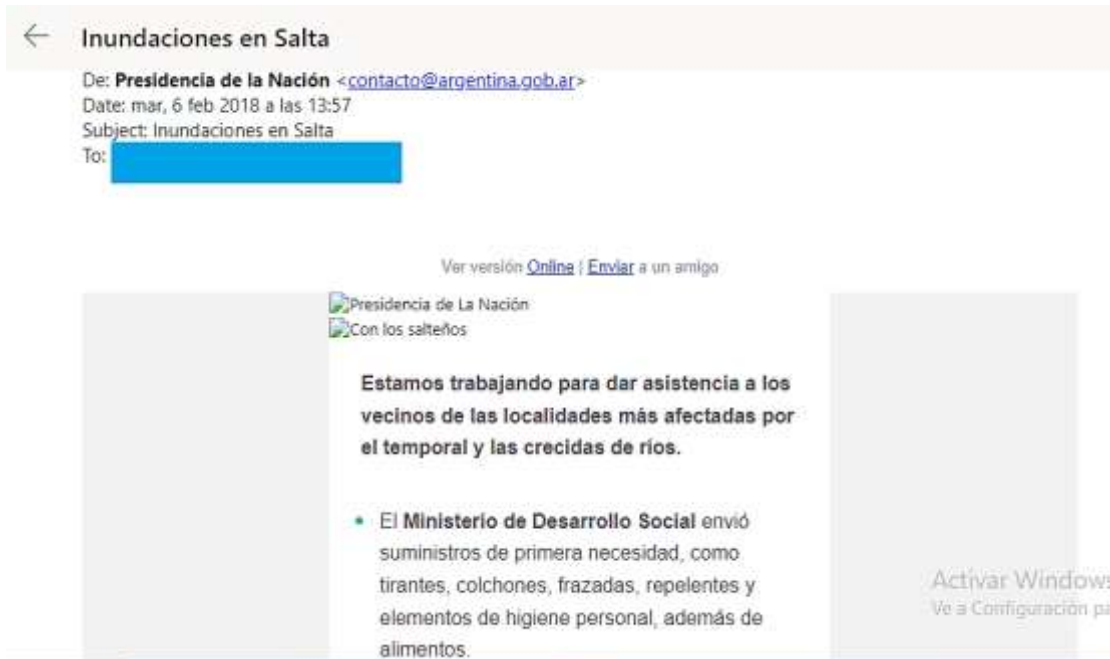 Inundaciones en Salta
De: Presidencia de la Nación <contacto@argentina.gob.ar>
Date: mar, 6 feb 2018 a las 13:57
Subject: Inundaciones en Salta
To:
Ver versión Online | Enviar a un amigo
Presidencia de La Nación
Con los salteños
Estamos trabajando para dar asistencia a los
vecinos de las localidades más afectadas por
el temporal y las crecidas de ríos.
• El Ministerio de Desarrollo Social envió
suministros de primera necesidad, como
tirantes, colchones, frazadas, repelentes y
elementos de higiene personal, además de
alimentos.
Activar Windows
Ve a Configuración pa